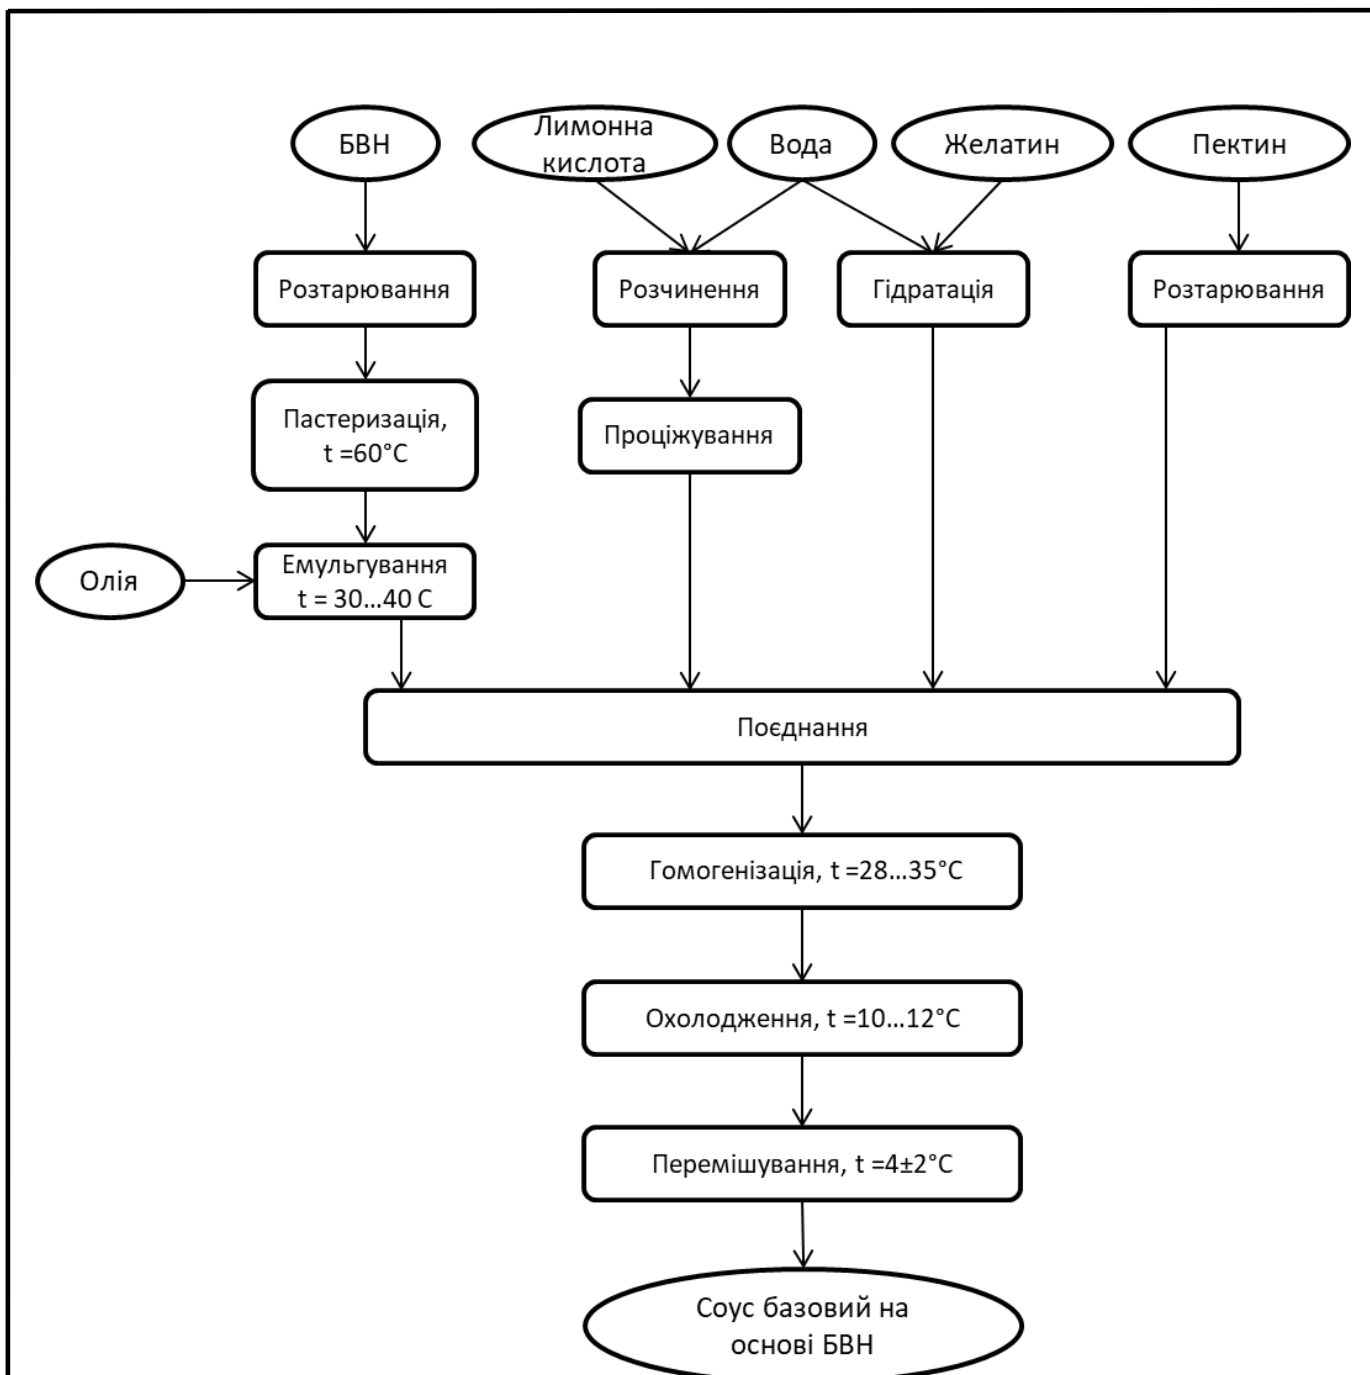 БВН
Лимонна
кислота
Вода
Желатин
Пектин
Розтарювання
Розчинення
Гідратація
Розтарювання
Пастеризація,
t =60°С
Проціжування
Олія
Емульгування
t = 30...40 С
Поєднання
Гомогенізація, t =28...35°С
Охолодження, t =10...12°С
Перемішування, t =4±2°С
Соус базовий на
основі БВН